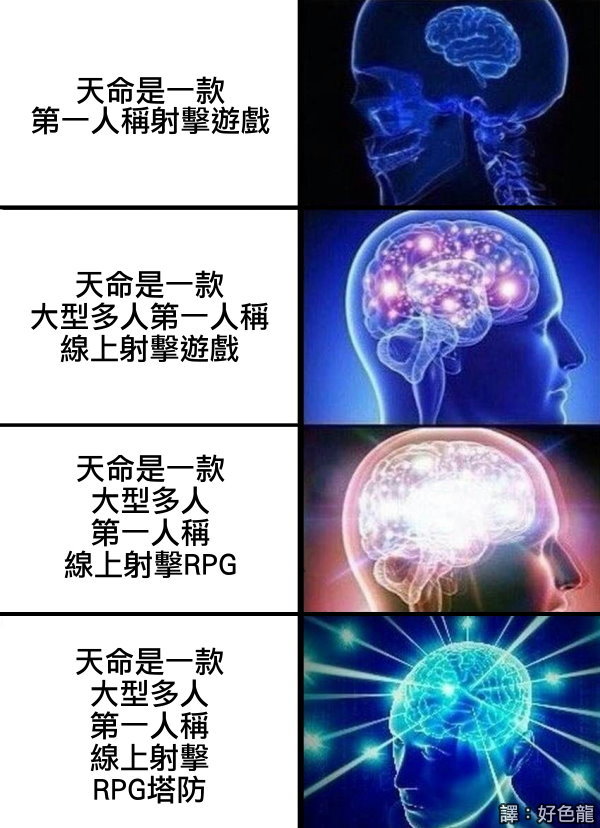 天命是一款
第一人稱射擊遊戲
天命是一款
大型多人第一人稱
線上射擊遊戲
天命是一款
大型多人
第一人稱
線上射擊RPG
天命是一款
大型多人
第一人稱
線上射擊
RPG塔防
譯：好色龍